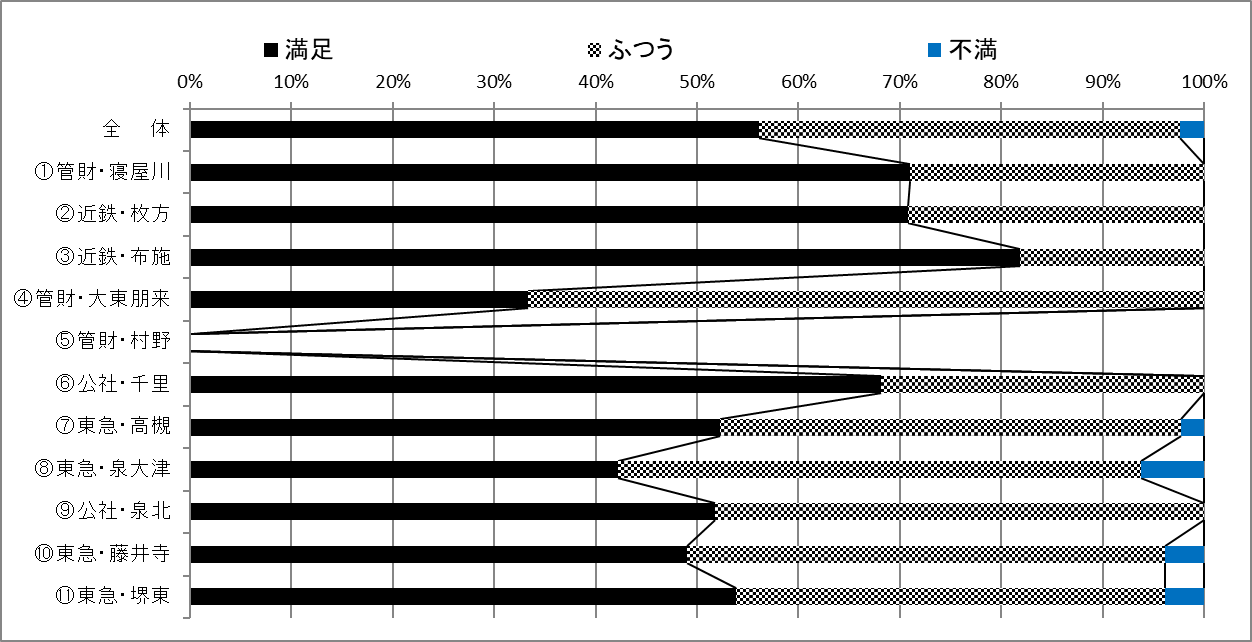 満足 ふつう 不満
0% 10% 20% 30% 40% 50% 60% 70% 80% 90% 100%
全 体
①管財・寝屋川
②近鉄・枚方
③近鉄・布施
④管財・大東朋来
⑤管財・村野
⑥公社・千里
⑦東急・高槻
⑧東急・泉大津
⑨公社・泉北
⑩東急・藤井寺
⑪東急・堺東